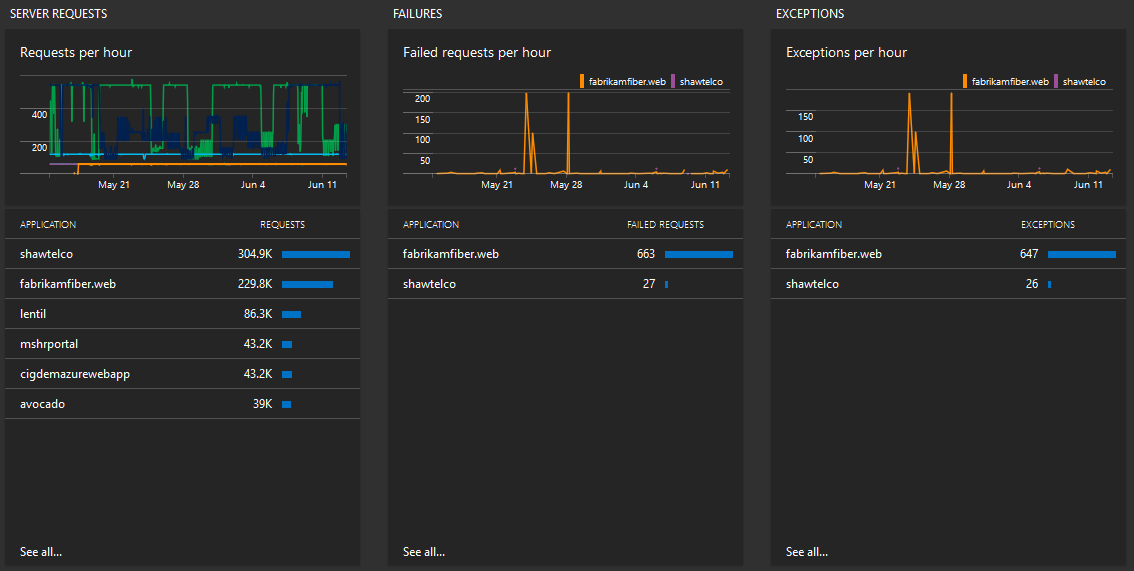 SERVER REQUESTS
Requests per hour
400
200
May 21 May 28 Jun 4 Jun 11
APPLICATION REQUESTS
shawtelco 304.9K
fabrikamfiber.web 229.8K
lentil 86.3K
mshrportal 43.2K
cigdemazurewebapp 43.2K
avocado 39K
See all...
FAILURES
Failed requests per hour
fabrikamfiber.web shawtelco
200
150
100
50
May 21 May 28 Jun 4 Jun 11
APPLICATION FAILED REQUESTS
fabrikamfiber.web 663
shawtelco 27
See all...
EXCEPTIONS
Exceptions per hour
fabrikamfiber.web shawtelco
150
100
50
May 21 May 28 Jun 4 Jun 11
APPLICATION EXCEPTIONS
fabrikamfiber.web 647
shawtelco 26
See all...